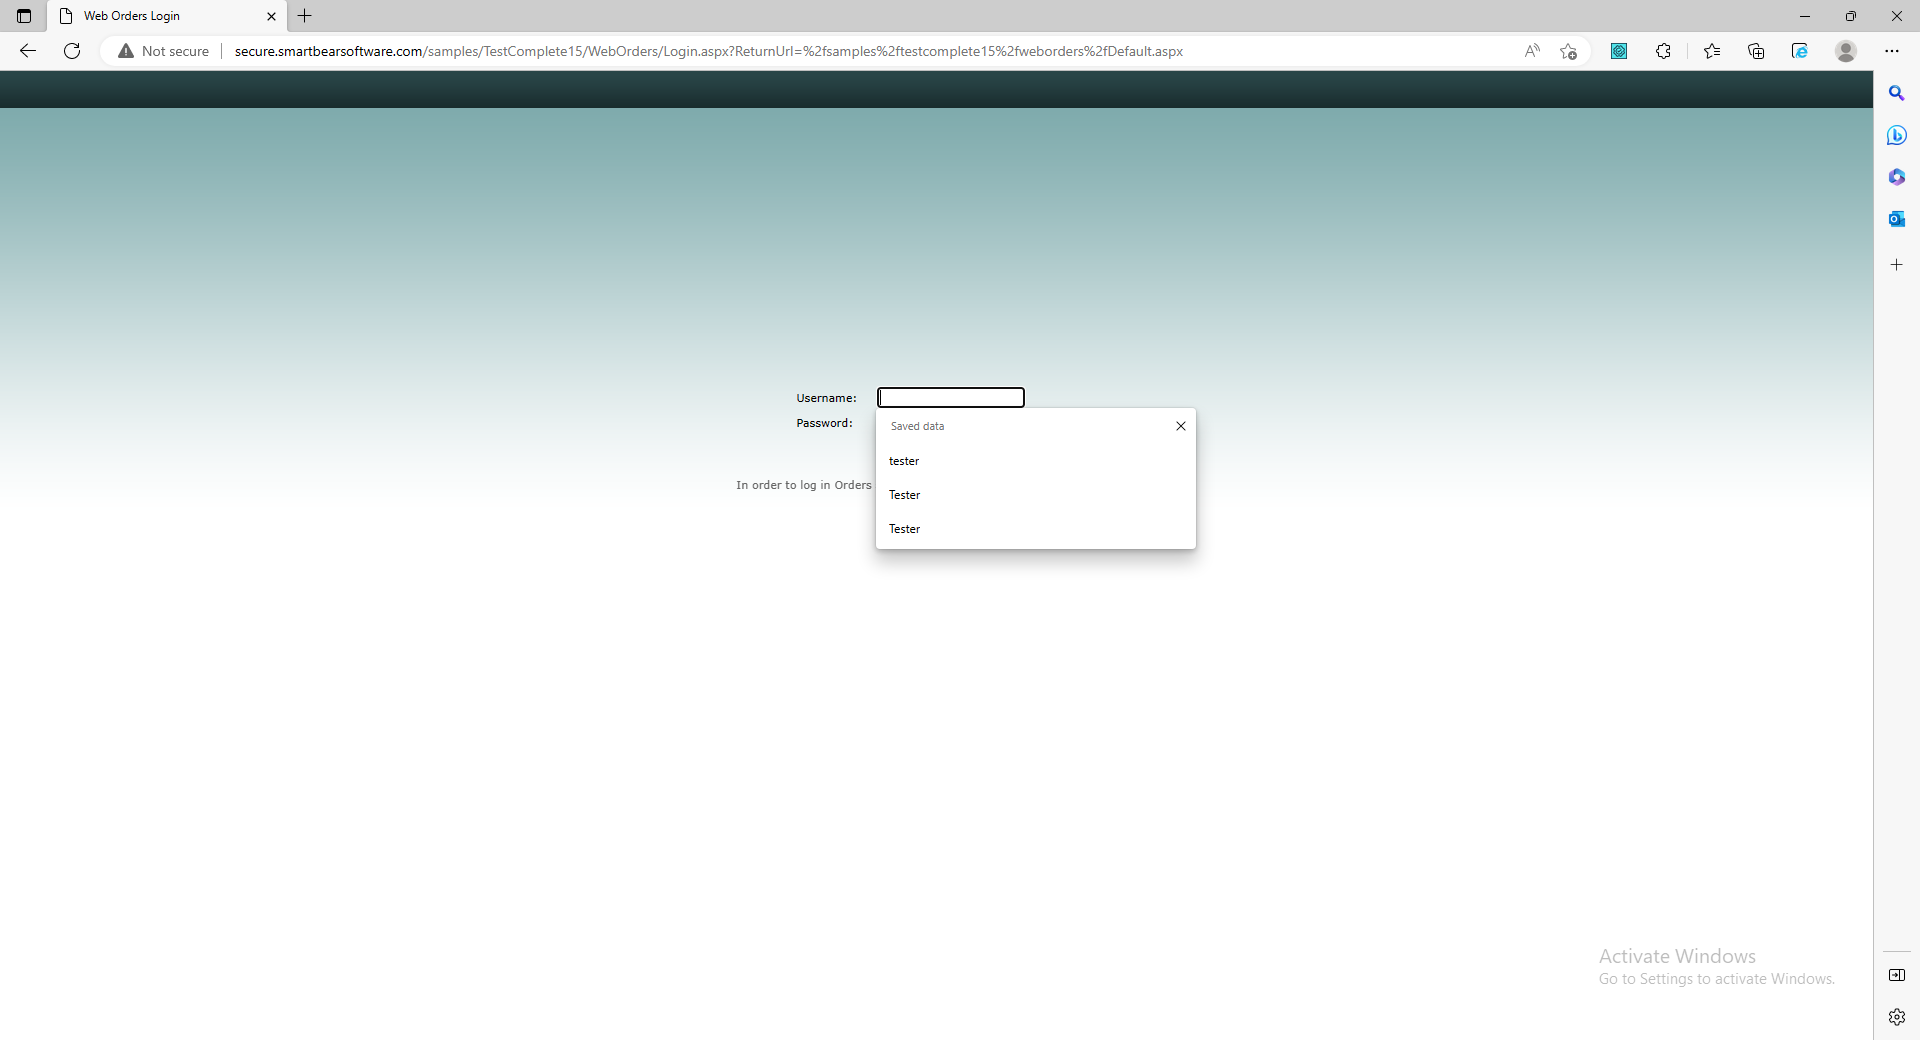 Web Orders Login
Not secure
secure.smartbearsoftware.com/samples/TestComplete15/WebOrders/Login.aspx?ReturnUrl=%2fsamples%2ftestcomplete15%2fweborders%2fDefault.aspx
Username:
Password:
Saved data
tester
In order to log in Orders
Tester
Tester
Activate Windows
Go to Settings to activate Windows.